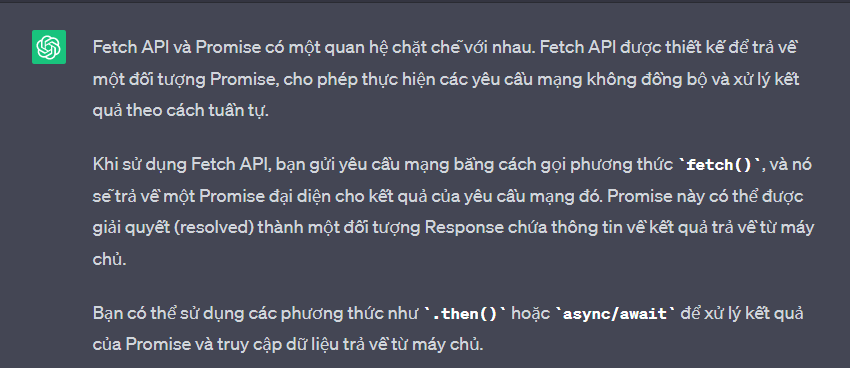 Fetch API và Promise có một quan hệ chặt chẽ với nhau. Fetch API được thiết kế để trả về
một đối tượng Promise, cho phép thực hiện các yêu cầu mạng không đồng bộ và xử lý kết
quả theo cách tuần tự.
Khi sử dụng Fetch API, bạn gửi yêu cầu mạng bằng cách gọi phương thức `fetch()`, và nó
sẽ trả về một Promise đại diện cho kết quả của yêu cầu mạng đó. Promise này có thể được
giải quyết (resolved) thành một đối tượng Response chứa thông tin về kết quả trả về từ máy
chủ.
Bạn có thể sử dụng các phương thức như `.then()` hoặc `async/await` để xử lý kết quả
của Promise và truy cập dữ liệu trả về từ máy chủ.